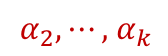 α₂, ⋯ , αₖ